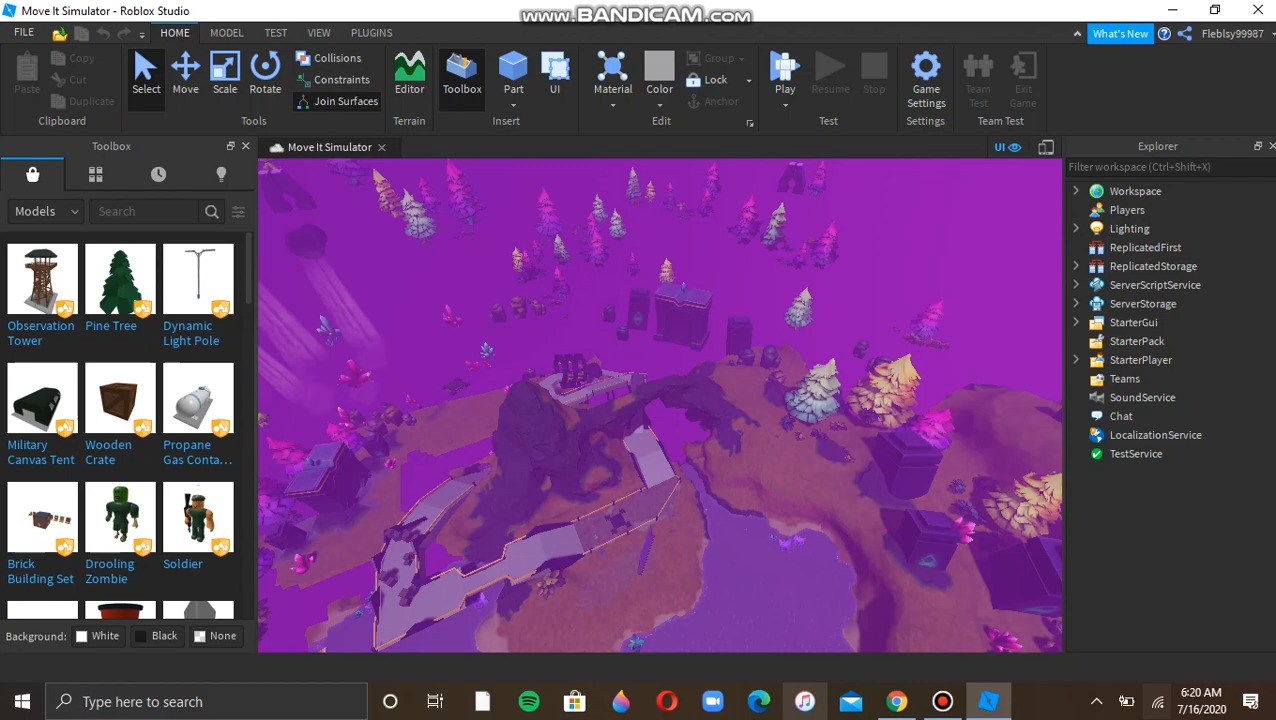 Move It Simulator - Roblox Studio
www.BANDICAM.com
FILE
HOME
MODEL
TEST
VIEW
PLUGINS
What's New
Fleblsy99987
Paste
Copy
Cut
Duplicate
Clipboard
Select
Move
Scale
Rotate
Collisions
Constraints
Join Surfaces
Tools
Editor
Terrain
Toolbox
Part
UI
Insert
Material
Color
Group
Lock
Anchor
Edit
Play
Resume
Stop
Test
Game
Settings
Settings
Team
Test
Exit
Game
Team Test
Toolbox
Models
Search
Observation
Tower
Pine Tree
Dynamic
Light Pole
Military
Canvas Tent
Wooden
Crate
Propane
Gas Conta...
Brick
Building Set
Drooling
Zombie
Soldier
Background:
White
Black
None
Move It Simulator
UI
Explorer
Filter workspace (Ctrl+Shift+X)
Workspace
Players
Lighting
ReplicatedFirst
ReplicatedStorage
ServerScriptService
ServerStorage
StarterGui
StarterPack
StarterPlayer
Teams
SoundService
Chat
LocalizationService
TestService
Type here to search
6:20 AM
7/16/2020